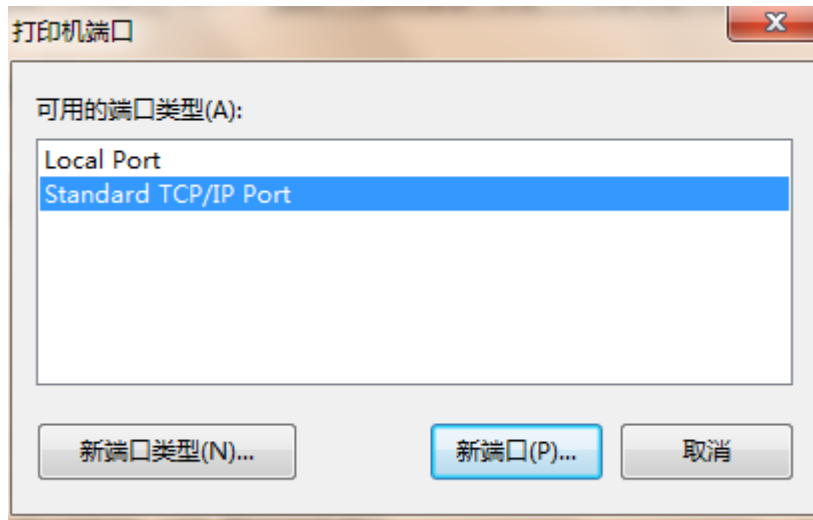 打印机端口
可用的端口类型(A):
Local Port
Standard TCP/IP Port
新端口类型(N)...
新端口(P)...
取消